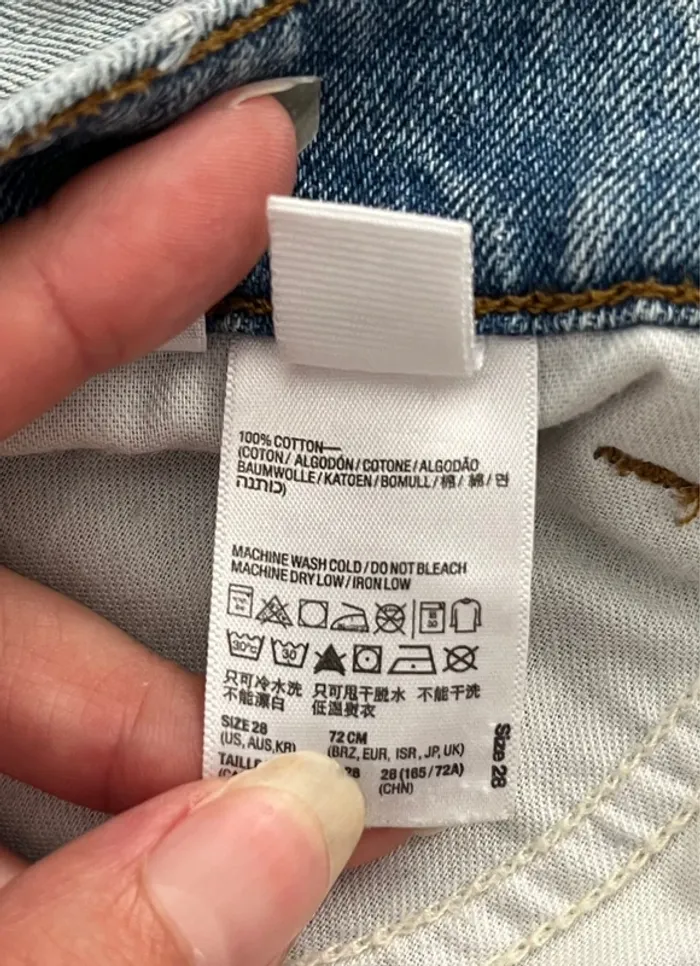 100% COTTON—
(COTON / ALGODÓN / COTONE / ALGODÃO
BAUMWOLLE / KATOEN / BOMULL / 棉 / 綿 / 면
כותנה)
MACHINE WASH COLD / DO NOT BLEACH
MACHINE DRY LOW / IRON LOW
30°C 30
只可冷水洗 只可甩干脱水 不能干洗
不能漂白 低温熨衣
SIZE 28 72 CM
(US, AUS, KR) (BRZ, EUR, ISR, JP, UK)
28 28 (165 / 72A)
(CHN)
Size 28